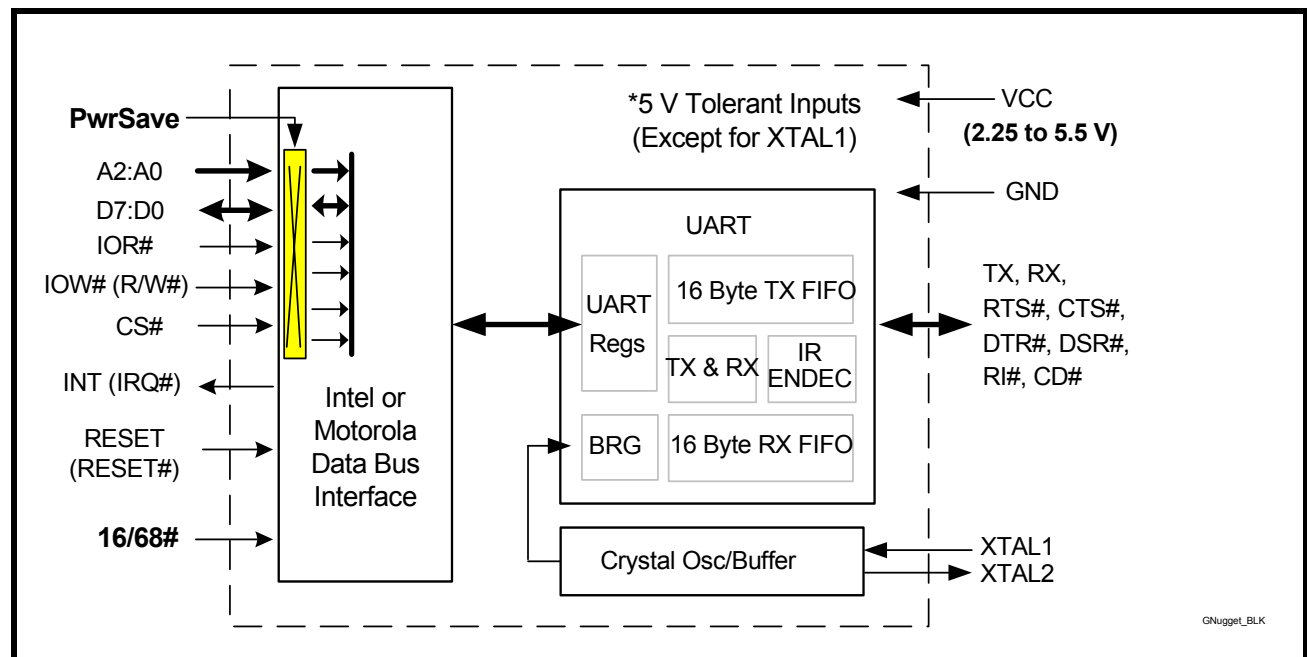 PwrSave
A2:A0
D7:D0
IOR#
IOW# (R/W#)
CS#
INT (IRQ#)
RESET
(RESET#)
16/68#
Intel or
Motorola
Data Bus
Interface
*5 V Tolerant Inputs
(Except for XTAL1)
UART
UART
Regs
16 Byte TX FIFO
TX & RX
IR
ENDEC
BRG
16 Byte RX FIFO
Crystal Osc/Buffer
VCC
(2.25 to 5.5 V)
GND
TX, RX,
RTS#, CTS#,
DTR#, DSR#,
RI#, CD#
XTAL1
XTAL2
GNugget_BLK